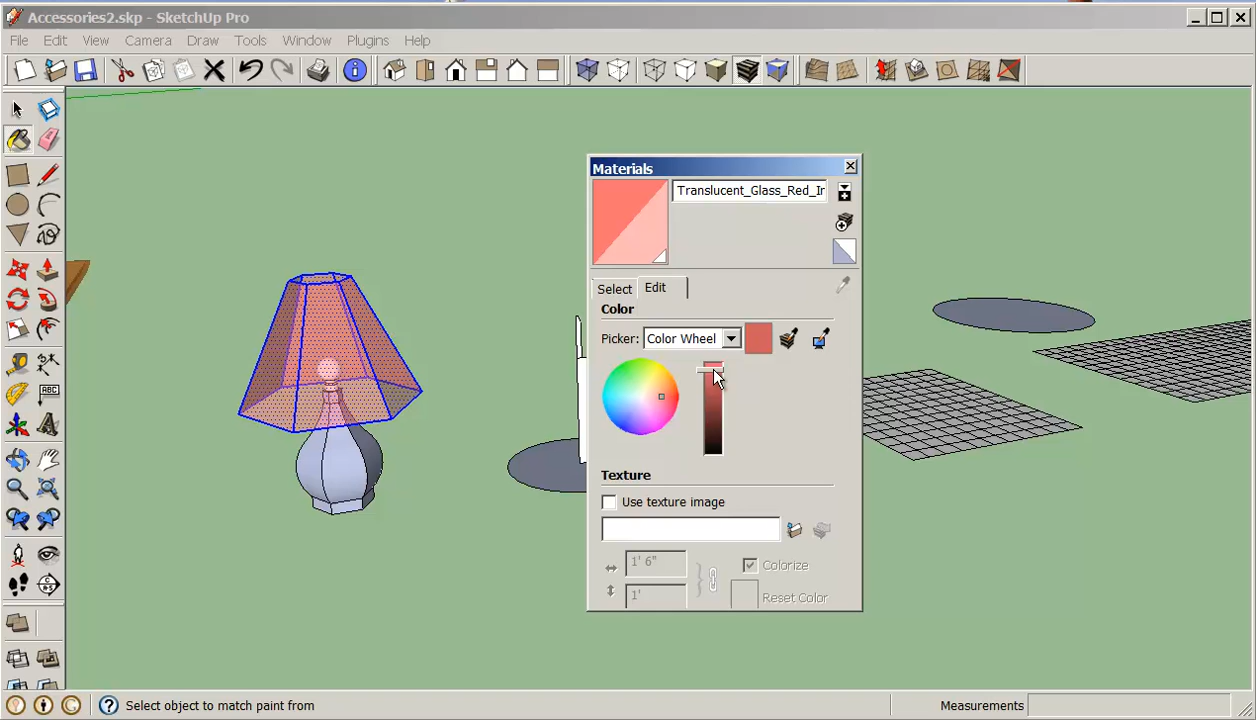 Accessories2.skp - SketchUp Pro
File Edit View Camera Draw Tools Window Plugins Help
Materials
Translucent_Glass_Red_Ir
Select Edit
Color
Picker: Color Wheel
Texture
Use texture image
1' 6"
Colorize
1'
Reset Color
ABC
Select object to match paint from
Measurements